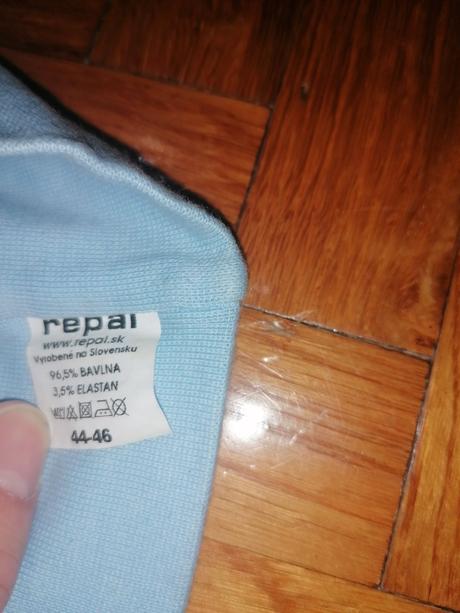 repal
www.repal.sk
Vyrobené na Slovensku
96,5% BAVLNA
3,5% ELASTAN
44-46